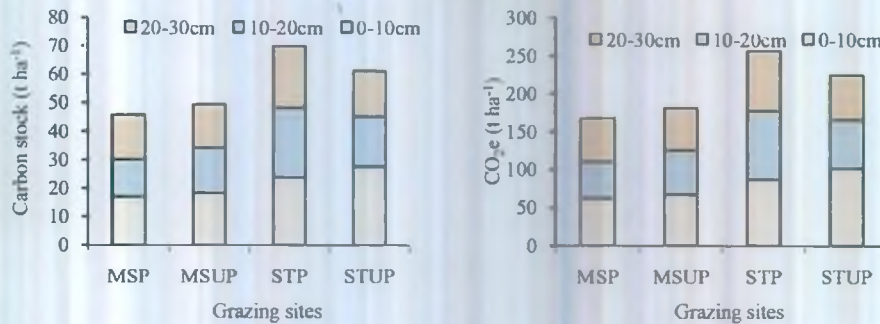 80
70
60
50
40
30
20
10
0
Carbon stock (t ha⁻¹)
20-30cm 10-20cm 0-10cm
MSP MSUP STP STUP
Grazing sites
300
250
200
150
100
50
0
CO₂e (t ha⁻¹)
20-30cm 10-20cm 0-10cm
MSP MSUP STP STUP
Grazing sites